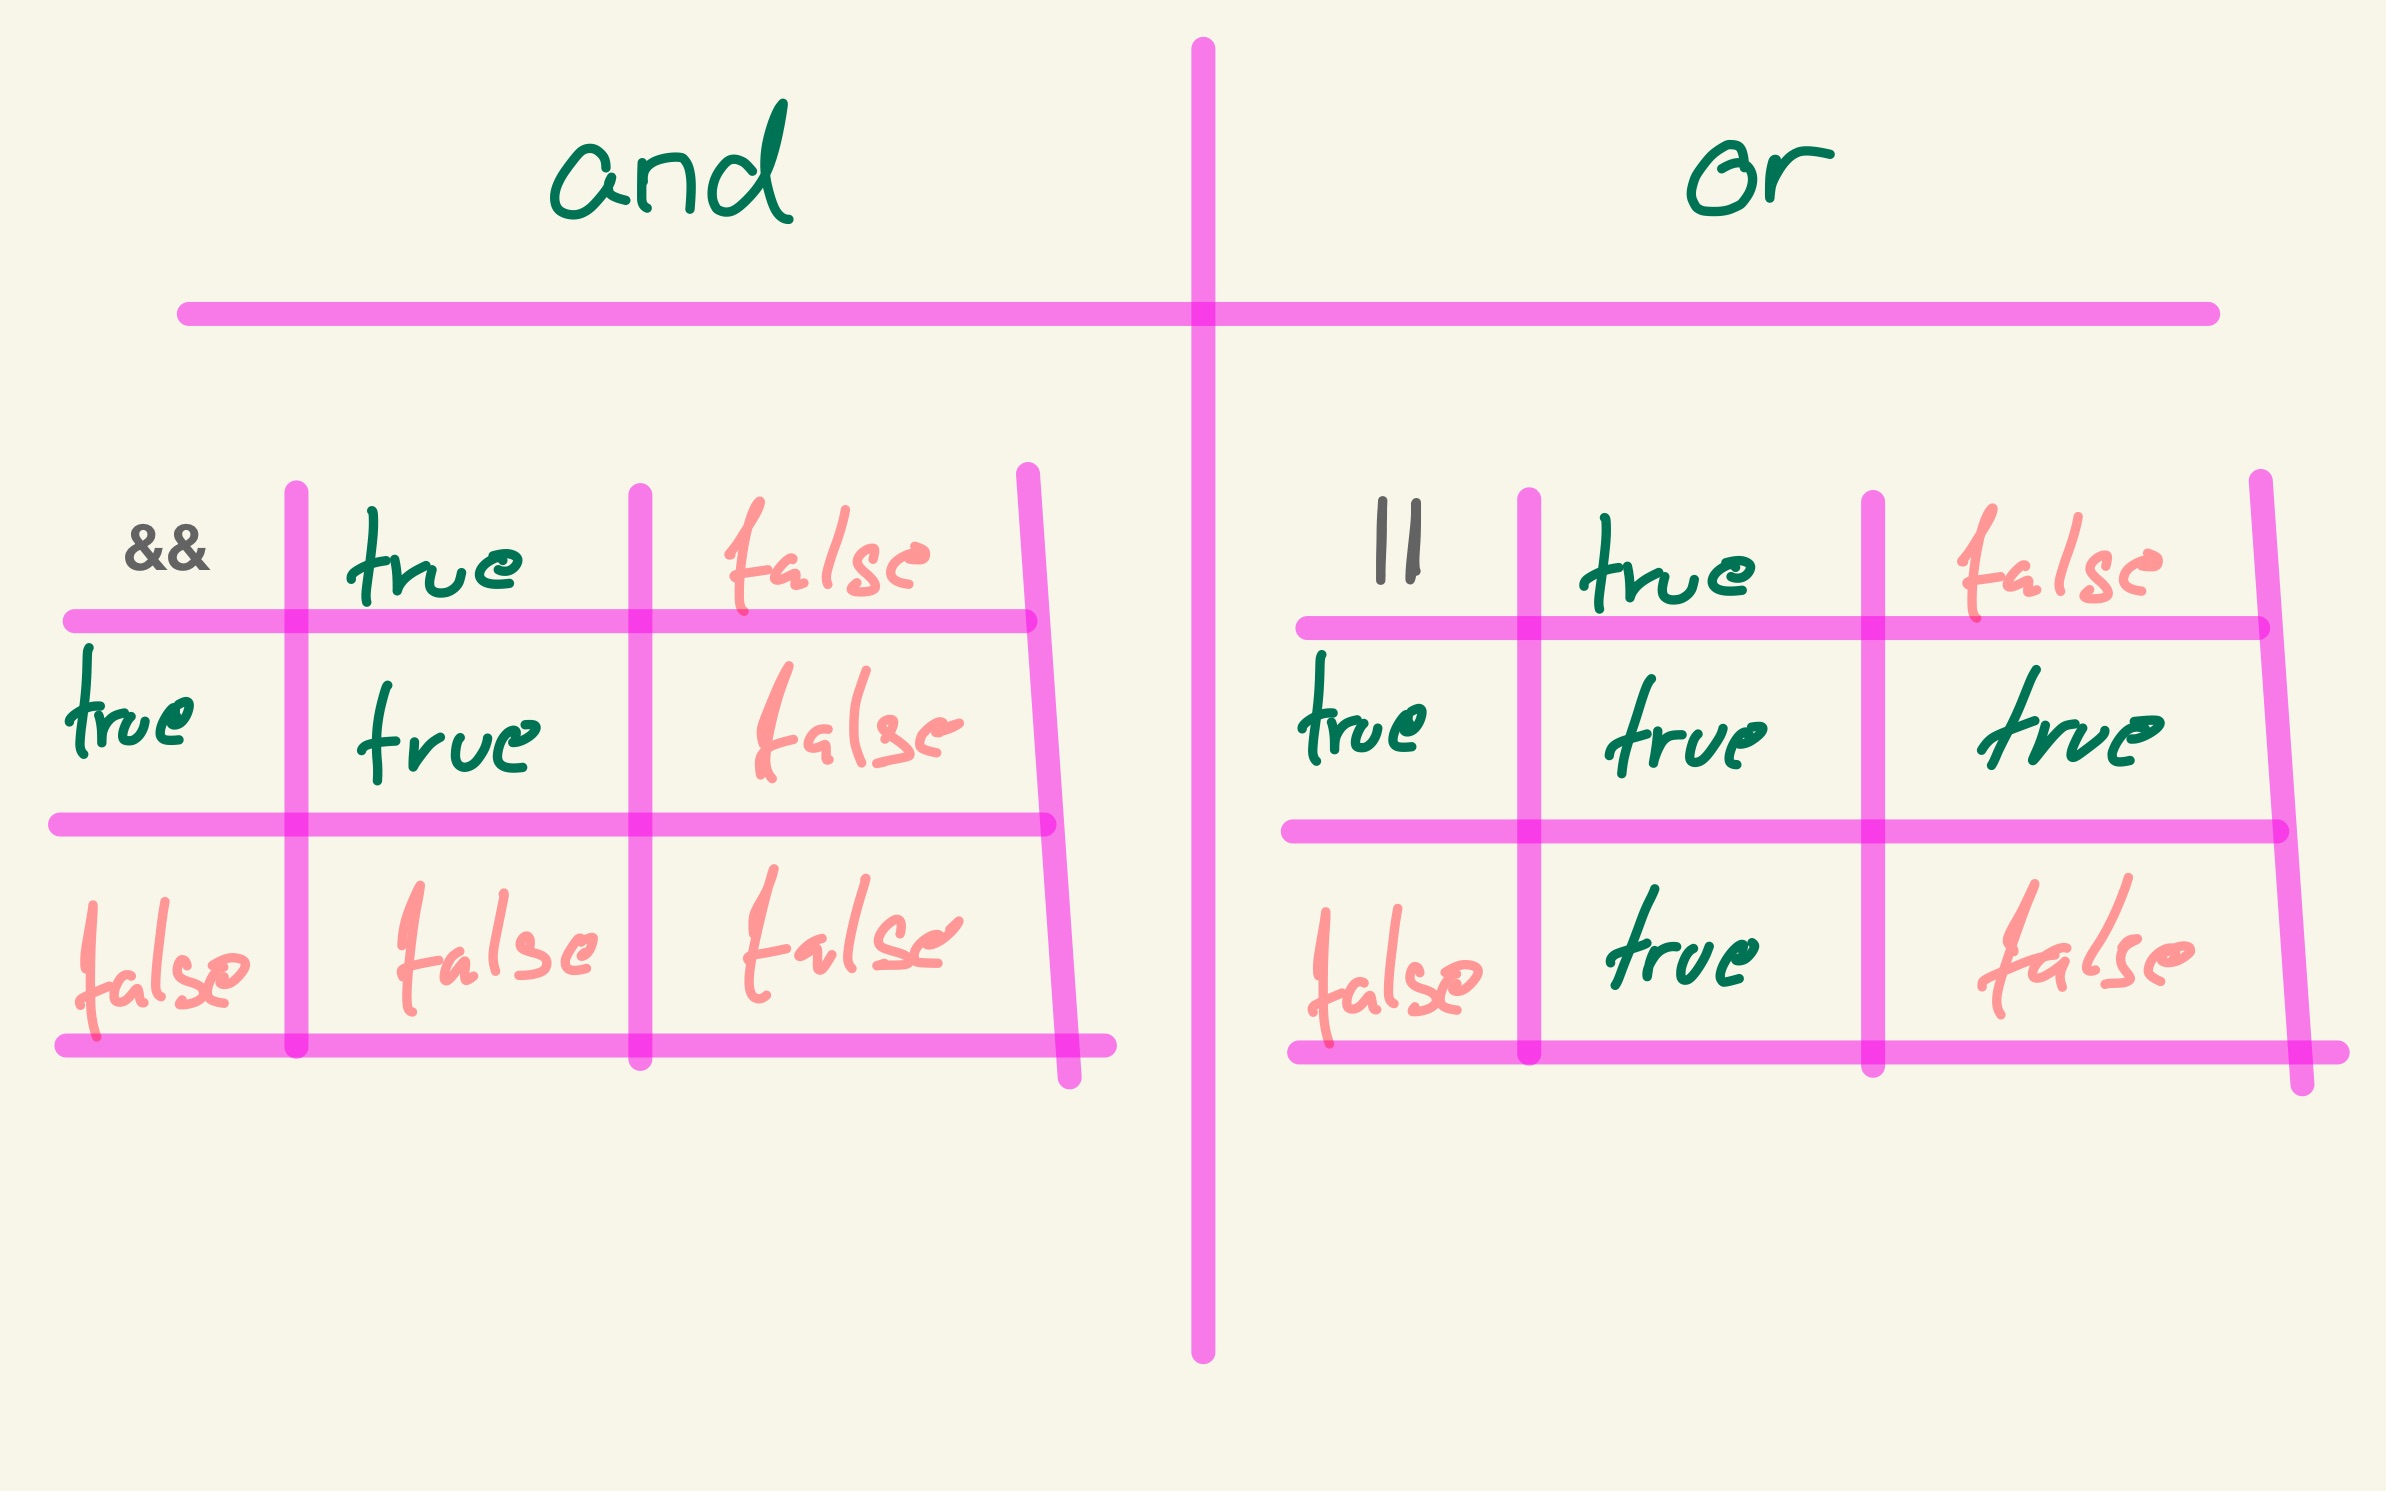 and
or
&& true false
true true false
false false false
|| true false
true true true
false true false